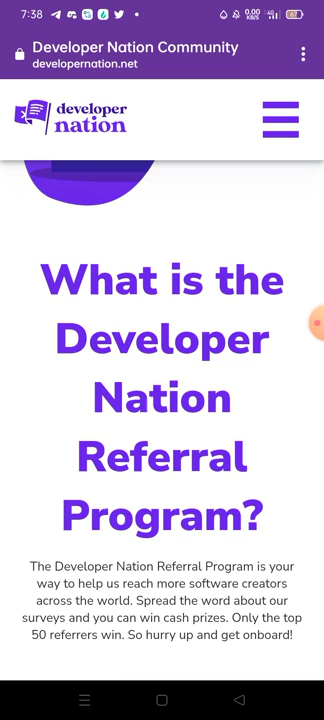 7:38
0.00
KB/S
4G
Developer Nation Community
developernation.net
developer
nation
What is the
Developer
Nation
Referral
Program?
The Developer Nation Referral Program is your
way to help us reach more software creators
across the world. Spread the word about our
surveys and you can win cash prizes. Only the top
50 referrers win. So hurry up and get onboard!